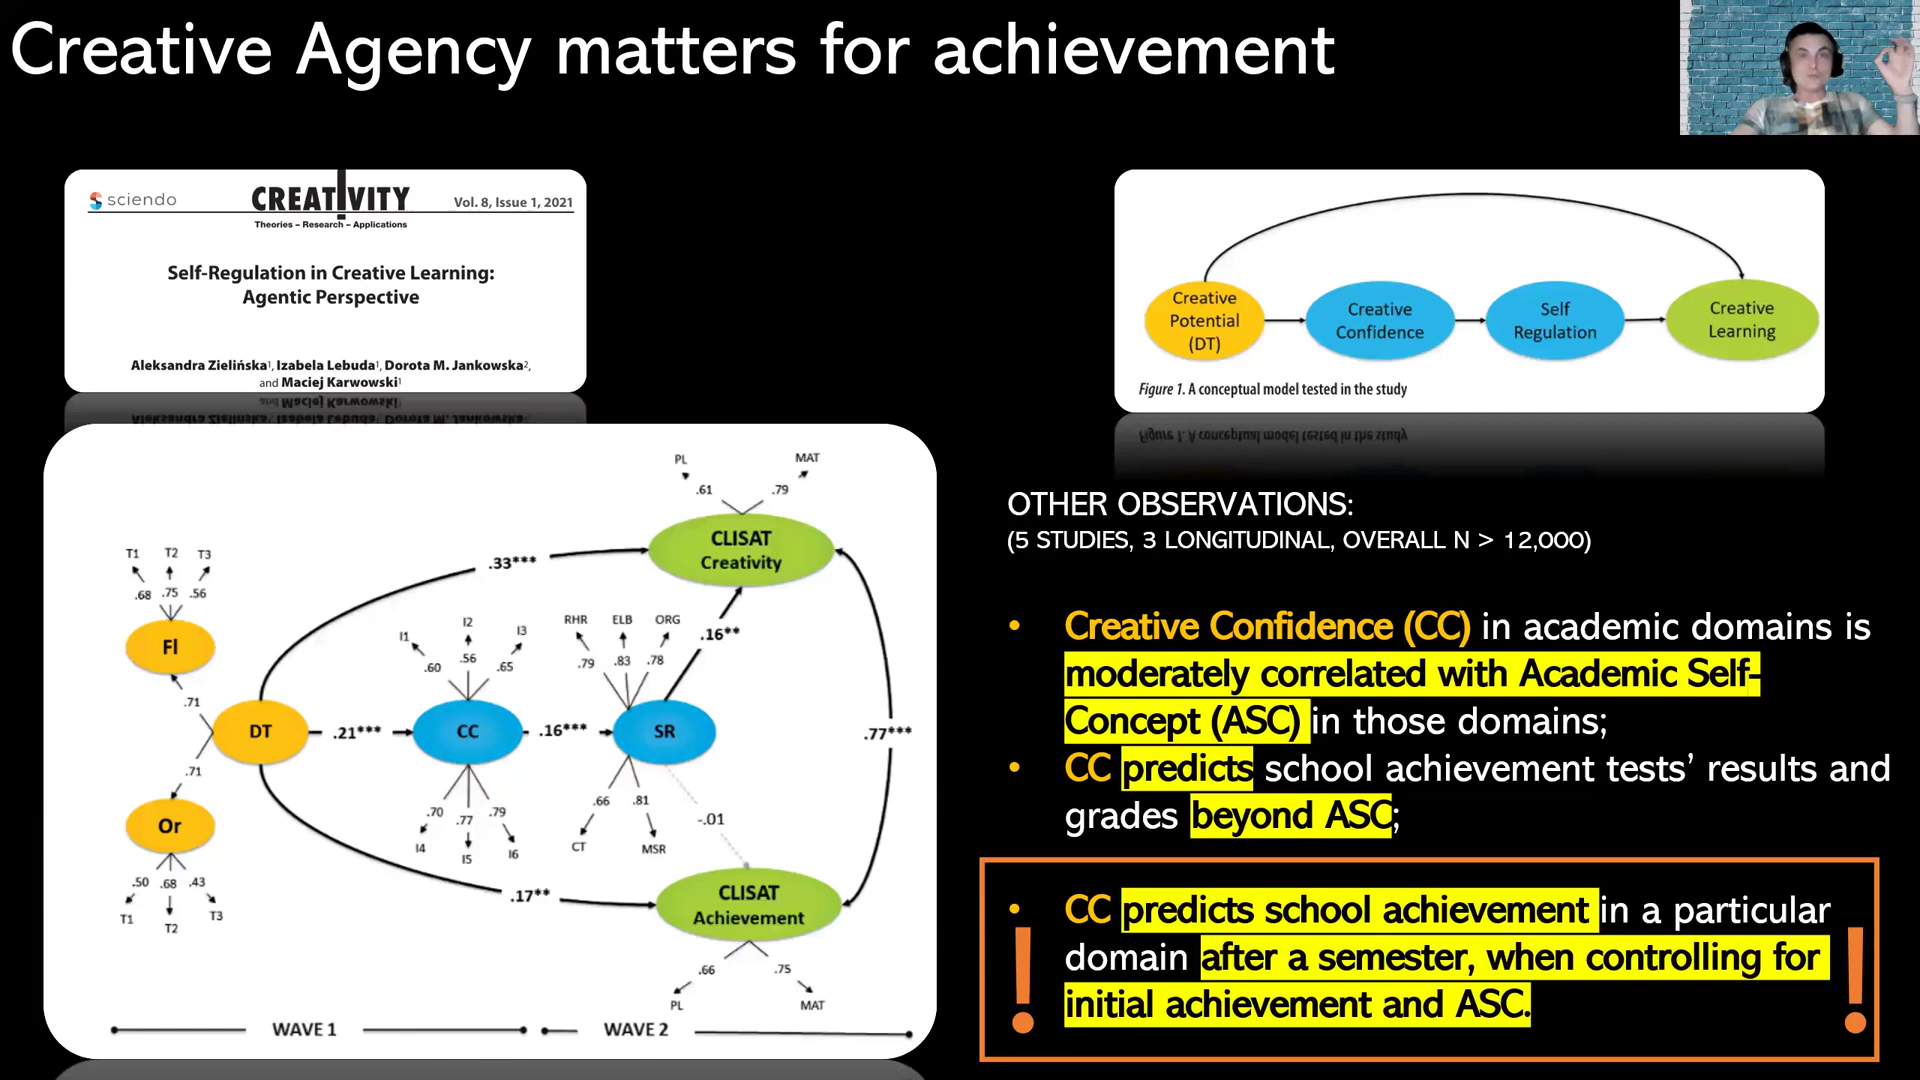 Creative Agency matters for achievement
sciendo
CREATIVITY
Vol. 8, Issue 1, 2021
Theories – Research – Applications
Self-Regulation in Creative Learning:
Agentic Perspective
Aleksandra Zielińska¹, Izabela Lebuda¹, Dorota M. Jankowska²,
and Maciej Karwowski¹
Creative
Potential
(DT)
Creative
Confidence
Self
Regulation
Creative
Learning
Figure 1. A conceptual model tested in the study
PL
MAT
.61
.79
CLISAT
Creativity
T1 T2 T3
.68 .75 .56
Fl
.33***
I1 I2 I3
.60 .56 .65
RHR ELB ORG
.79 .83 .78
.16**
.71
DT
.21***
CC
.16***
SR
.77***
.71
Or
.70 .77 .79
I4 I5 I6
.66 .81
CT MSR
-.01
.50 .68 .43
T1 T2 T3
.17**
CLISAT
Achievement
.66 .75
PL MAT
WAVE 1
WAVE 2
OTHER OBSERVATIONS:
(5 STUDIES, 3 LONGITUDINAL, OVERALL N > 12,000)
• Creative Confidence (CC) in academic domains is
moderately correlated with Academic Self-
Concept (ASC) in those domains;
• CC predicts school achievement tests’ results and
grades beyond ASC;
• CC predicts school achievement in a particular
domain after a semester, when controlling for
initial achievement and ASC.
! !